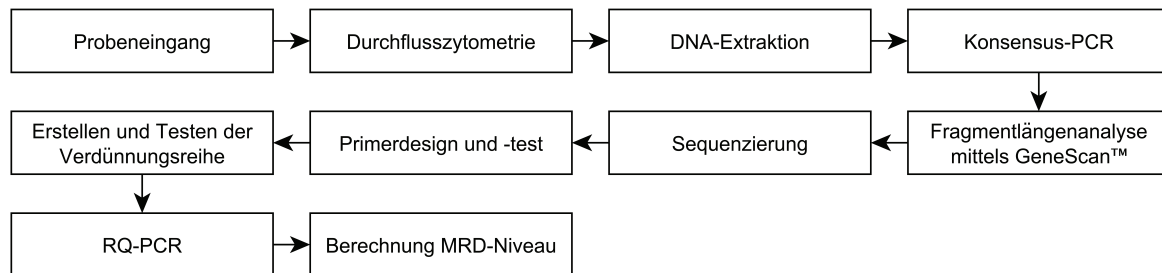 Probeneingang
Durchflusszytometrie
DNA-Extraktion
Konsensus-PCR
Fragmentlängenanalyse
mittels GeneScan™
Sequenzierung
Primerdesign und -test
Erstellen und Testen der
Verdünnungsreihe
RQ-PCR
Berechnung MRD-Niveau